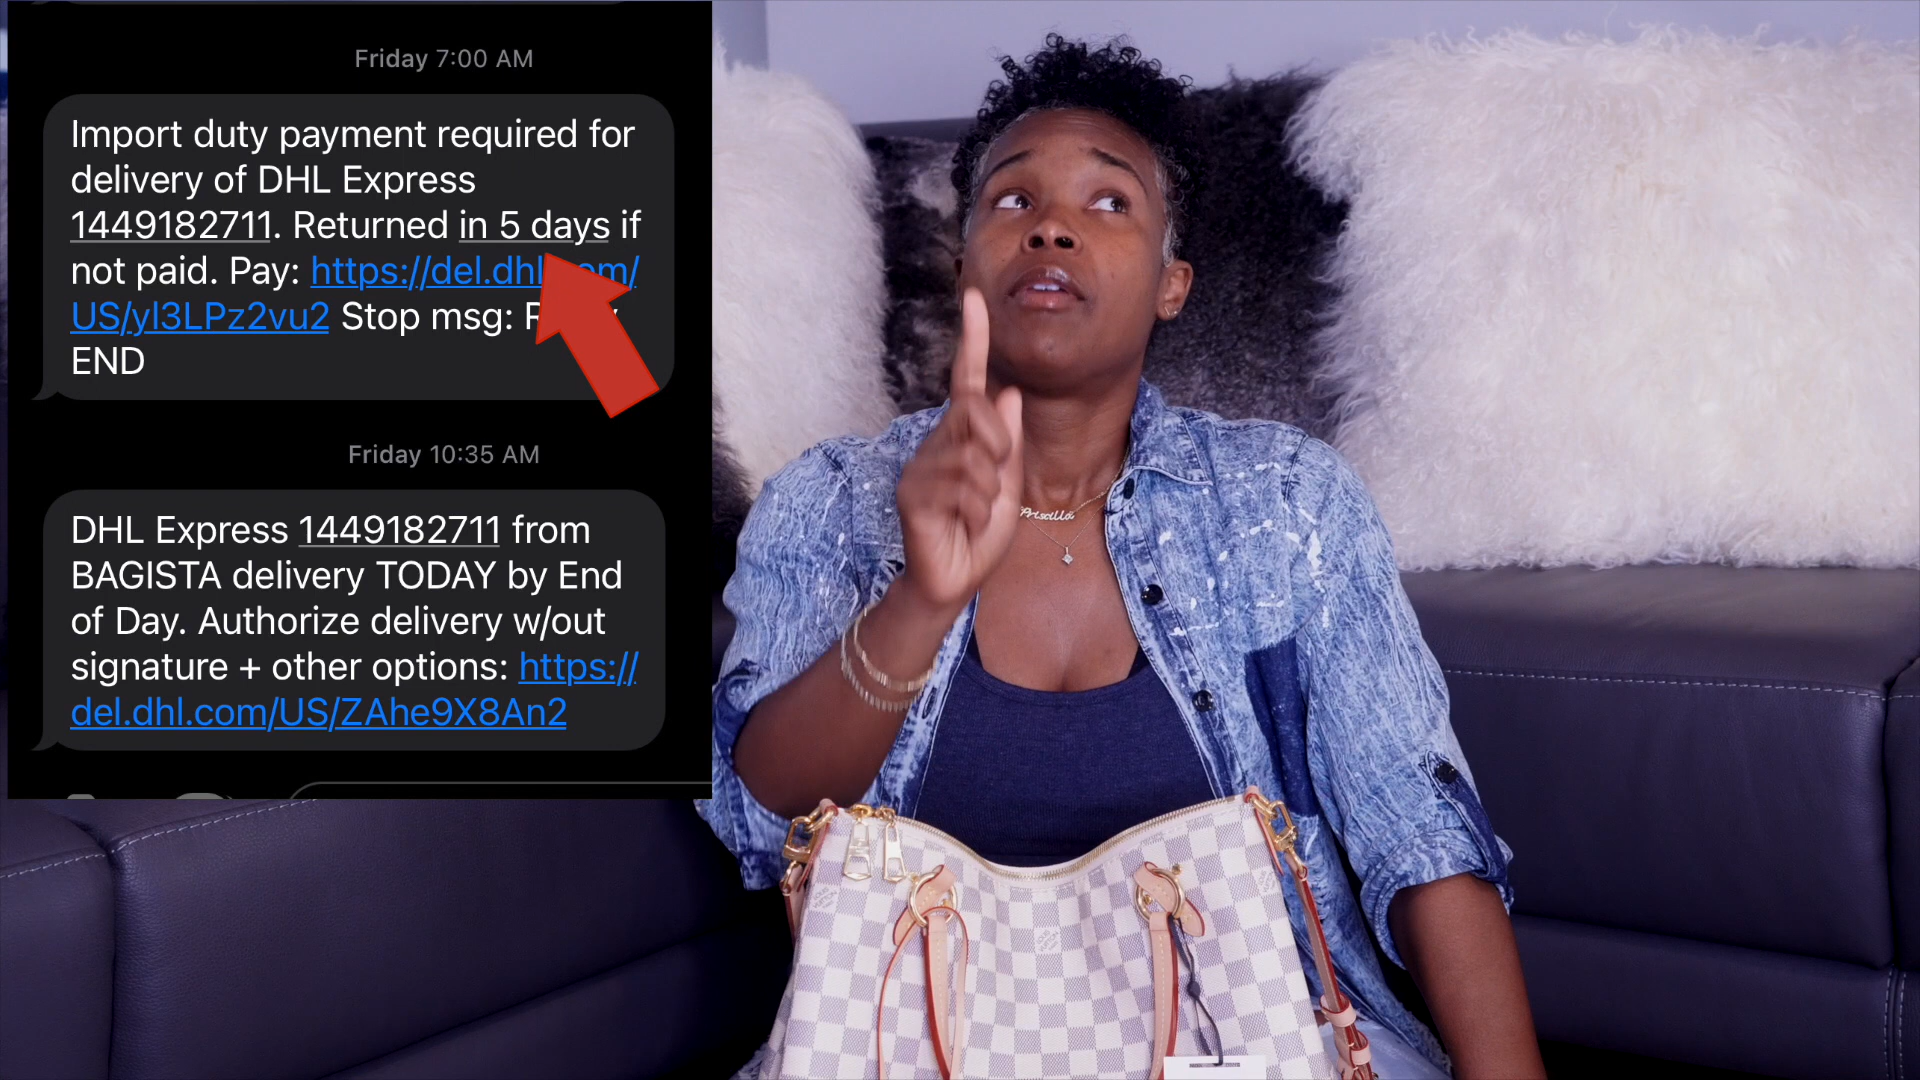 Friday 7:00 AM
Import duty payment required for
delivery of DHL Express
1449182711. Returned in 5 days if
not paid. Pay: https://del.dhl om/
US/yI3LPz2vu2 Stop msg: R
END
Friday 10:35 AM
DHL Express 1449182711 from
BAGISTA delivery TODAY by End
of Day. Authorize delivery w/out
signature + other options: https://
del.dhl.com/US/ZAhe9X8An2
Priscilla